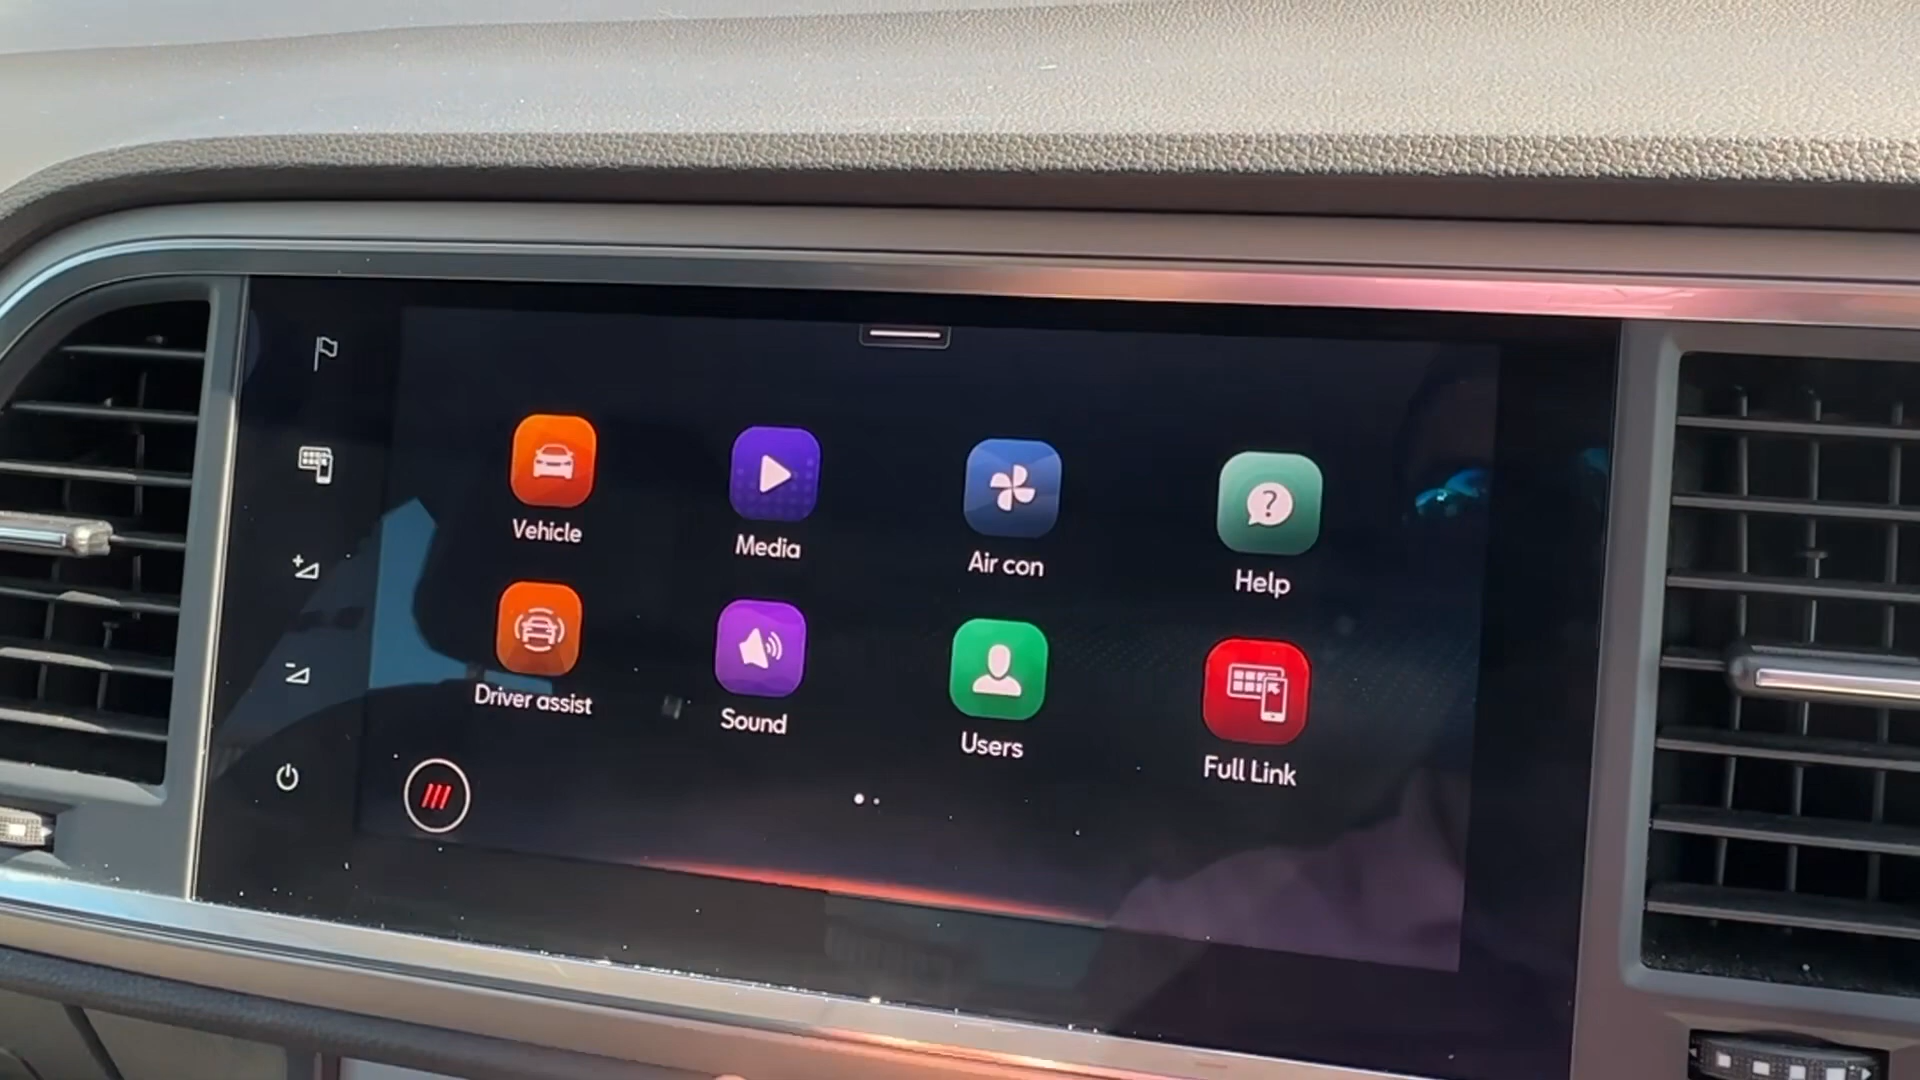 Vehicle
Media
Air con
Help
Driver assist
Sound
Users
Full Link